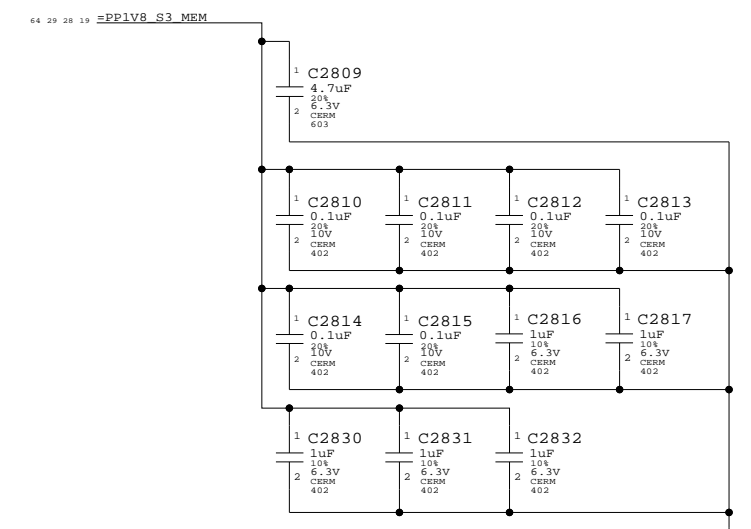 64 29 28 19 =PP1V8_S3_MEM
1 C2809
4.7uF
20%
2 6.3V
CERM
603
1 C2810
0.1uF
20%
2 10V
CERM
402
1 C2811
0.1uF
20%
2 10V
CERM
402
1 C2812
0.1uF
20%
2 10V
CERM
402
1 C2813
0.1uF
20%
2 10V
CERM
402
1 C2814
0.1uF
20%
2 10V
CERM
402
1 C2815
0.1uF
20%
2 10V
CERM
402
1 C2816
1uF
10%
2 6.3V
CERM
402
1 C2817
1uF
10%
2 6.3V
CERM
402
1 C2830
1uF
10%
2 6.3V
CERM
402
1 C2831
1uF
10%
2 6.3V
CERM
402
1 C2832
1uF
10%
2 6.3V
CERM
402